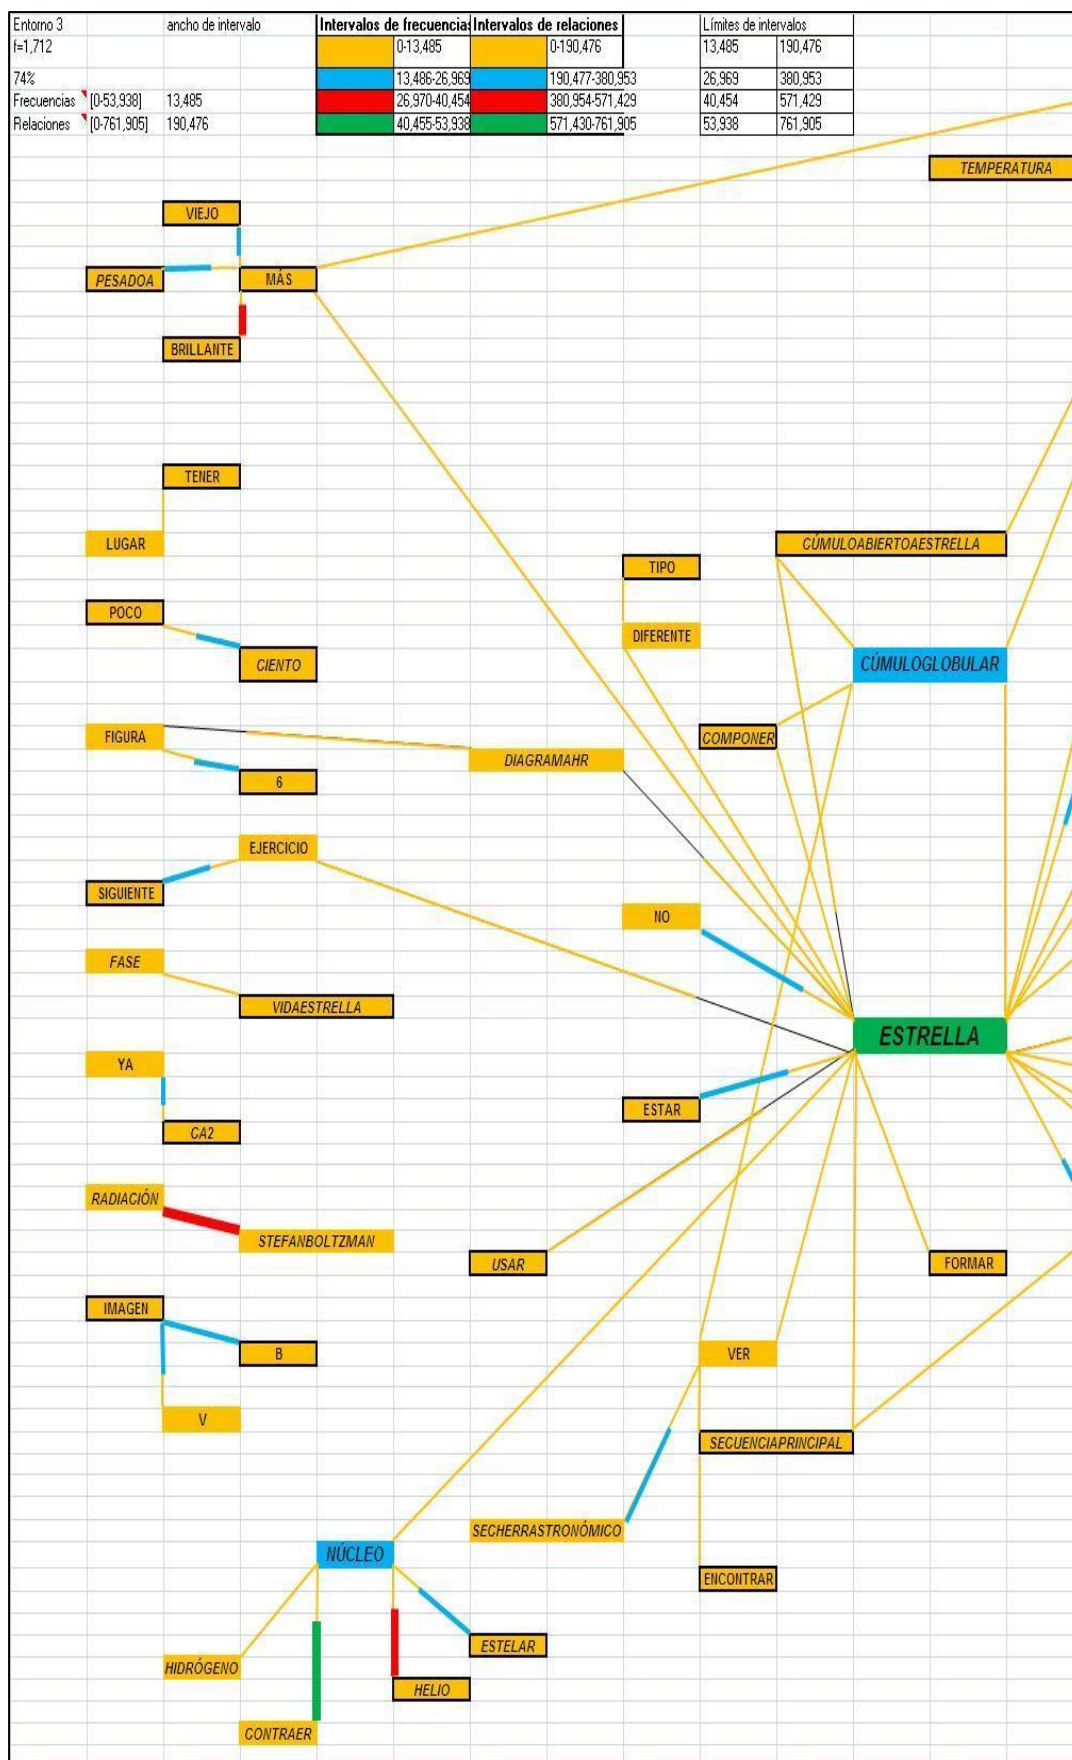 Entorno 3 ancho de intervalo Intervalos de frecuencias Intervalos de relaciones Límites de intervalos
f=1,712 0-13,485 0-190,476 13,485 190,476
74% 13,486-26,969 190,477-380,953 26,969 380,953
Frecuencias [0-53,938] 13,485 26,970-40,454 380,954-571,429 40,454 571,429
Relaciones [0-761,905] 190,476 40,455-53,938 571,430-761,905 53,938 761,905
TEMPERATURA
VIEJO
PESADOA MÁS
BRILLANTE
TENER
LUGAR CÚMULOABIERTOAESTRELLA
TIPO
POCO
DIFERENTE
CIENTO CÚMULOGLOBULAR
FIGURA COMPONER
DIAGRAMAHR
6
EJERCICIO
SIGUIENTE
NO
FASE
VIDAESTRELLA
ESTRELLA
YA
ESTAR
CA2
RADIACIÓN
STEFANBOLTZMAN
USAR FORMAR
IMAGEN
B VER
V
SECUENCIAPRINCIPAL
SECHERRASTRONÓMICO
NÚCLEO
ENCONTRAR
ESTELAR
HIDRÓGENO
HELIO
CONTRAER